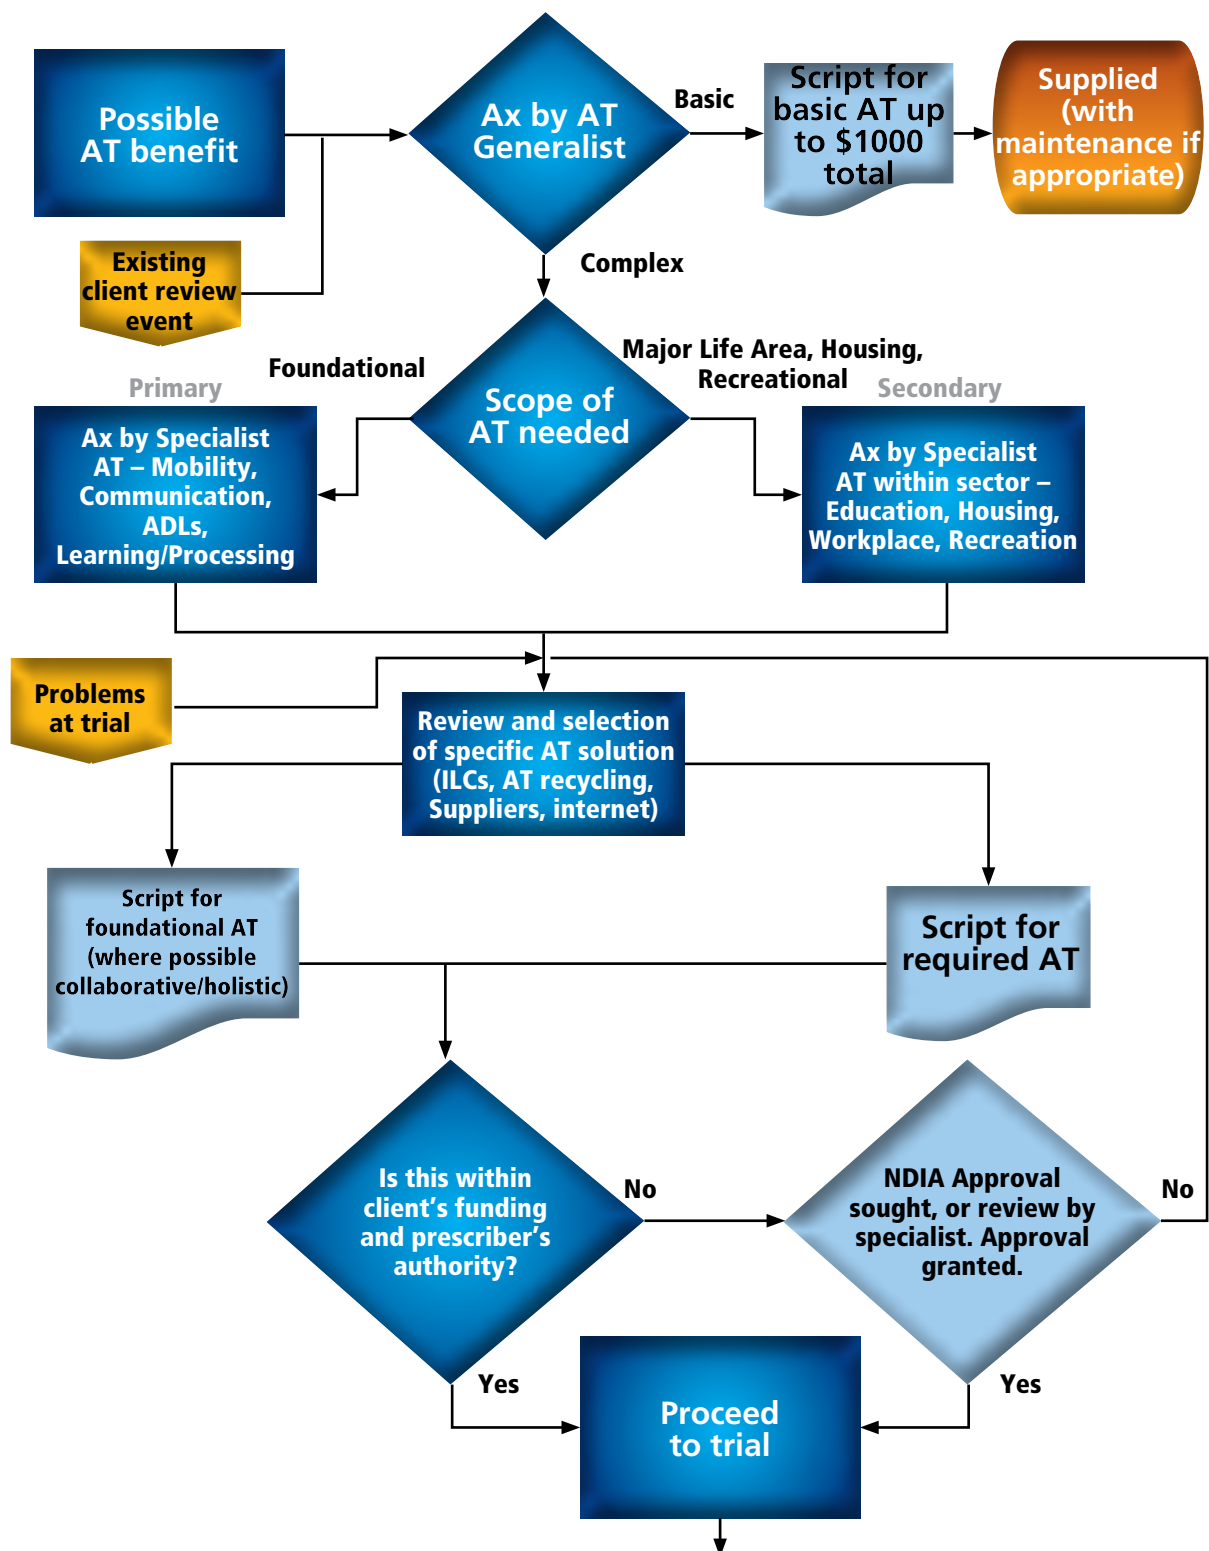 Possible
AT benefit
Ax by AT
Generalist
Basic
Script for
basic AT up
to $1000
total
Supplied
(with
maintenance if
appropriate)
Existing
client review
event
Complex
Foundational
Scope of
AT needed
Major Life Area, Housing,
Recreational
Primary
Ax by Specialist
AT – Mobility,
Communication,
ADLs,
Learning/Processing
Secondary
Ax by Specialist
AT within sector –
Education, Housing,
Workplace, Recreation
Problems
at trial
Review and selection
of specific AT solution
(ILCs, AT recycling,
Suppliers, internet)
Script for
foundational AT
(where possible
collaborative/holistic)
Script for
required AT
Is this within
client's funding
and prescriber's
authority?
No
NDIA Approval
sought, or review by
specialist. Approval
granted.
No
Yes
Proceed
to trial
Yes